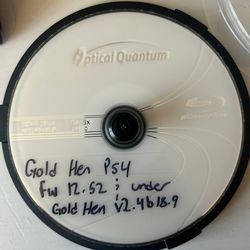 Optical Quantum
Gold Hen PS4
fw 12.52 ; under
Gold Hen v2.4b18.9